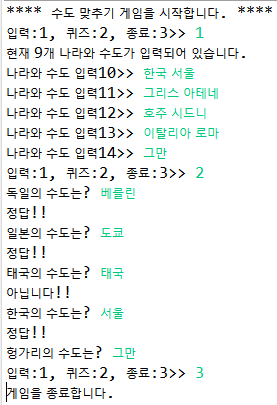 **** 수도 맞추기 게임을 시작합니다. ****
입력:1, 퀴즈:2, 종료:3>> 1
현재 9개 나라와 수도가 입력되어 있습니다.
나라와 수도 입력10>> 한국 서울
나라와 수도 입력11>> 그리스 아테네
나라와 수도 입력12>> 호주 시드니
나라와 수도 입력13>> 이탈리아 로마
나라와 수도 입력14>> 그만
입력:1, 퀴즈:2, 종료:3>> 2
독일의 수도는? 베를린
정답!!
일본의 수도는? 도쿄
정답!!
태국의 수도는? 태국
아닙니다!!
한국의 수도는? 서울
정답!!
헝가리의 수도는? 그만
입력:1, 퀴즈:2, 종료:3>> 3
게임을 종료합니다.